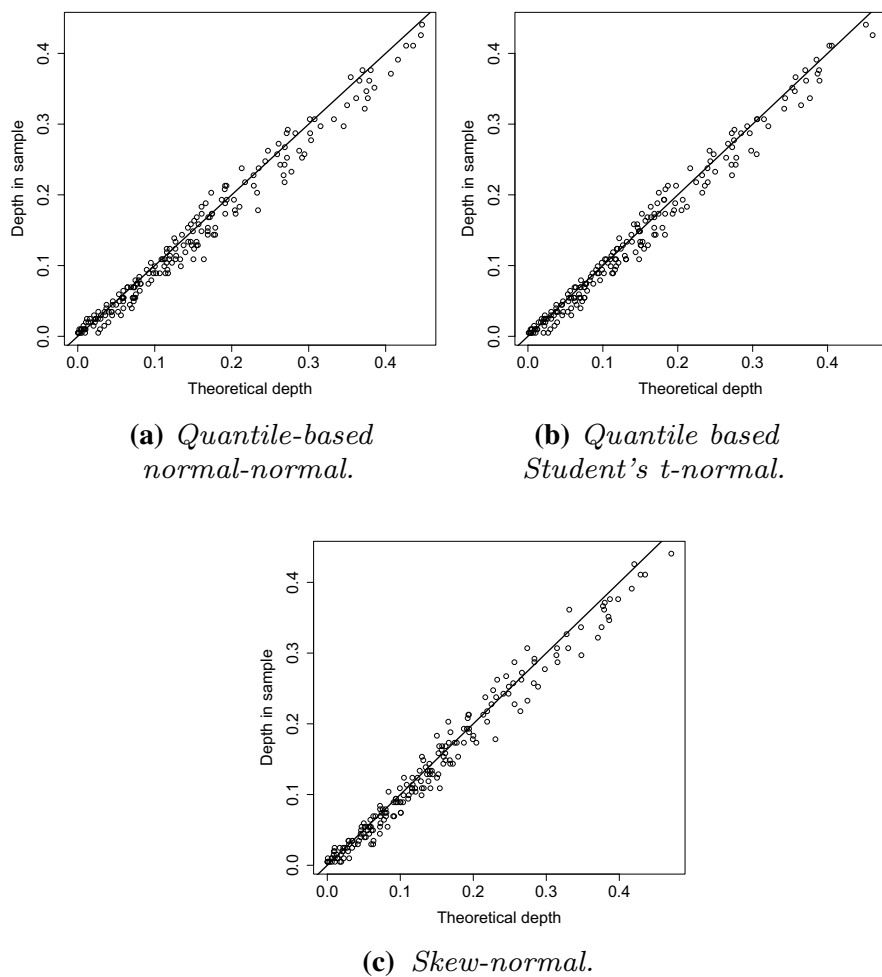 0.4
0.3
0.2
0.1
0.0
Depth in sample
0.0 0.1 0.2 0.3 0.4
Theoretical depth
(a) Quantile-based
normal-normal.
0.4
0.3
0.2
0.1
0.0
Depth in sample
0.0 0.1 0.2 0.3 0.4
Theoretical depth
(b) Quantile based
Student's t-normal.
0.4
0.3
0.2
0.1
0.0
Depth in sample
0.0 0.1 0.2 0.3 0.4
Theoretical depth
(c) Skew-normal.